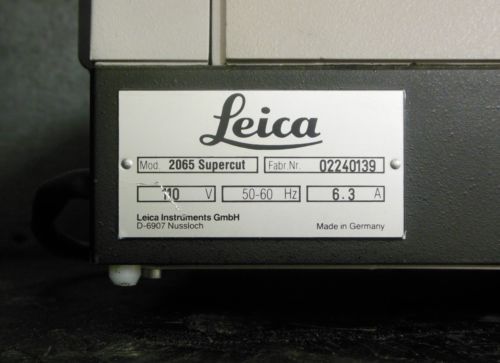 Leica
Mod. 2065 Supercut Fabr. Nr. 02240139
110 V 50-60 Hz 6.3 A
Leica Instruments GmbH
D-6907 Nussloch Made in Germany